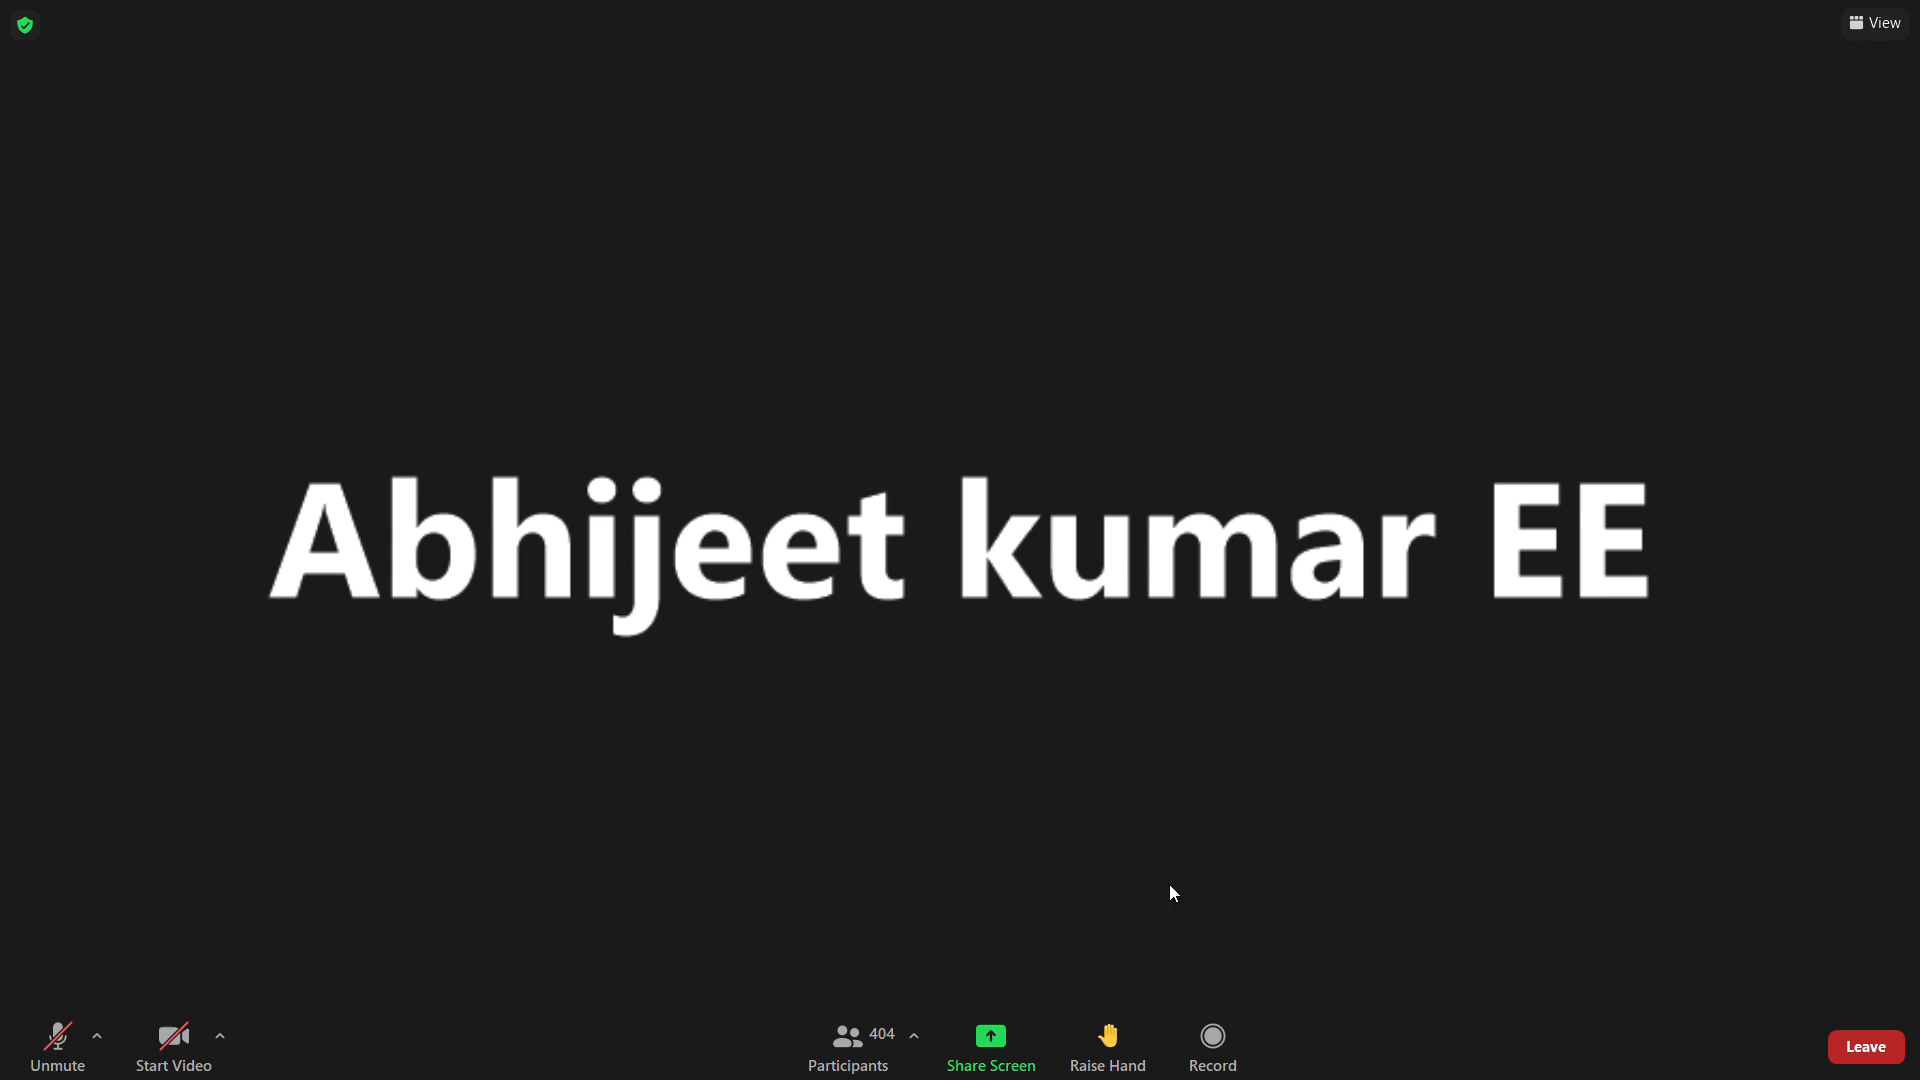 View
Abhijeet kumar EE
404
Unmute
Start Video
Participants
Share Screen
Raise Hand
Record
Leave